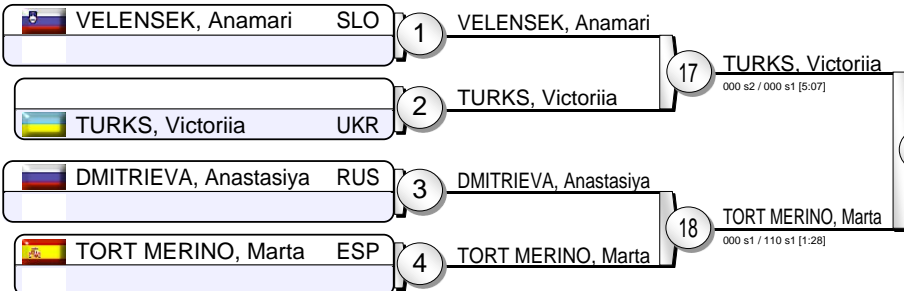 VELENSEK, Anamari SLO
1
VELENSEK, Anamari
17
TURKS, Victoriia
000 s2 / 000 s1 [5:07]
2
TURKS, Victoriia
TURKS, Victoriia UKR
DMITRIEVA, Anastasiya RUS
3
DMITRIEVA, Anastasiya
18
TORT MERINO, Marta
000 s1 / 110 s1 [1:28]
TORT MERINO, Marta ESP
4
TORT MERINO, Marta